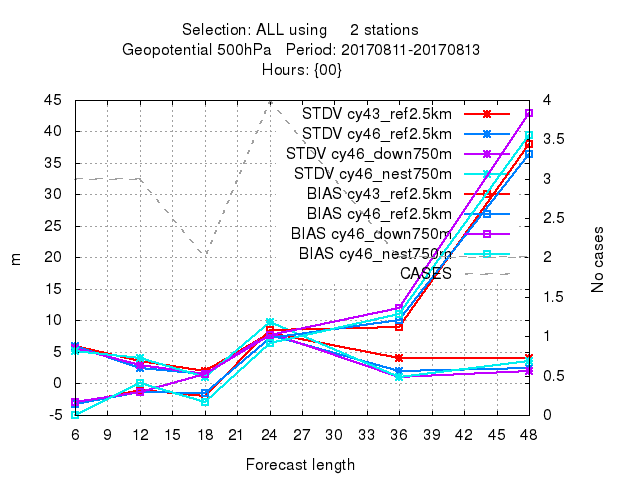 Selection: ALL using 2 stations
Geopotential 500hPa Period: 20170811-20170813
Hours: {00}
45 4
40 3.5
35 3
30 2.5
25 2
20 1.5
15 1
10 0.5
5 0
0
-5
m
No cases
STDV cy43_ref2.5km
STDV cy46_ref2.5km
STDV cy46_down750m
STDV cy46_nest750m
BIAS cy43_ref2.5km
BIAS cy46_ref2.5km
BIAS cy46_down750m
BIAS cy46_nest750m
CASES
6 9 12 15 18 21 24 27 30 33 36 39 42 45 48
Forecast length